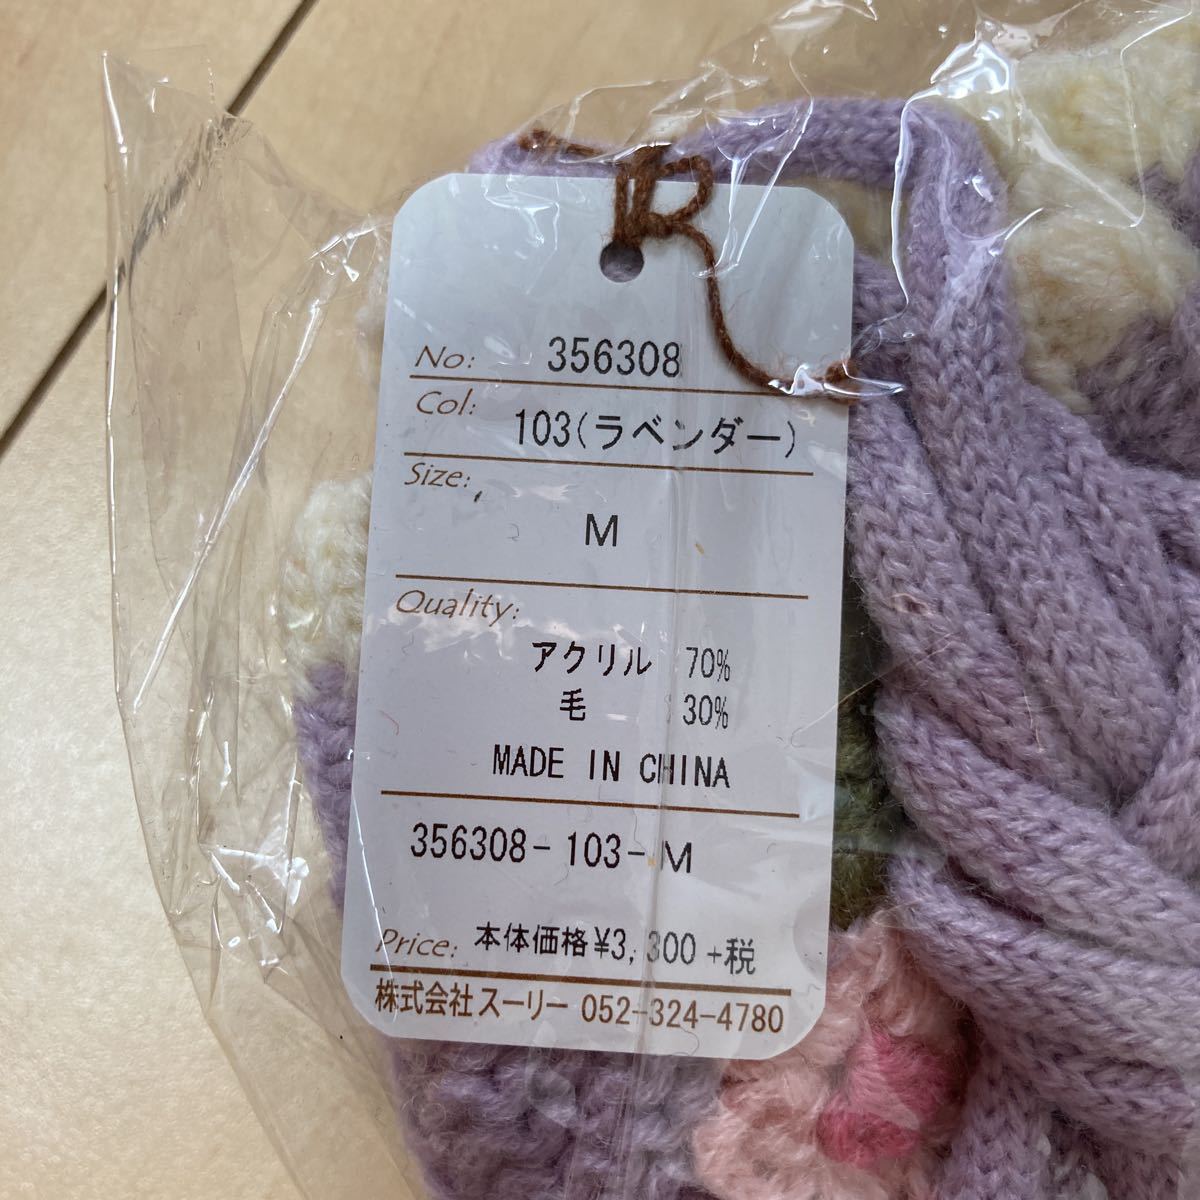 No: 356308
Col: 103(ラベンダー)
Size:
M
Quality:
アクリル 70%
毛 30%
MADE IN CHINA
356308-103-M
Price: 本体価格¥3,300+税
株式会社スーリー 052-324-4780